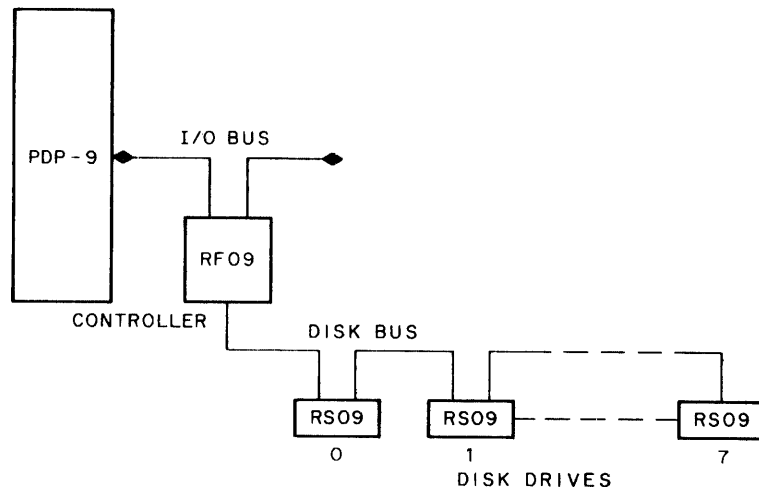 I/O BUS
PDP-9
RF09
CONTROLLER
DISK BUS
RS09
RS09
RS09
0
1
7
DISK DRIVES